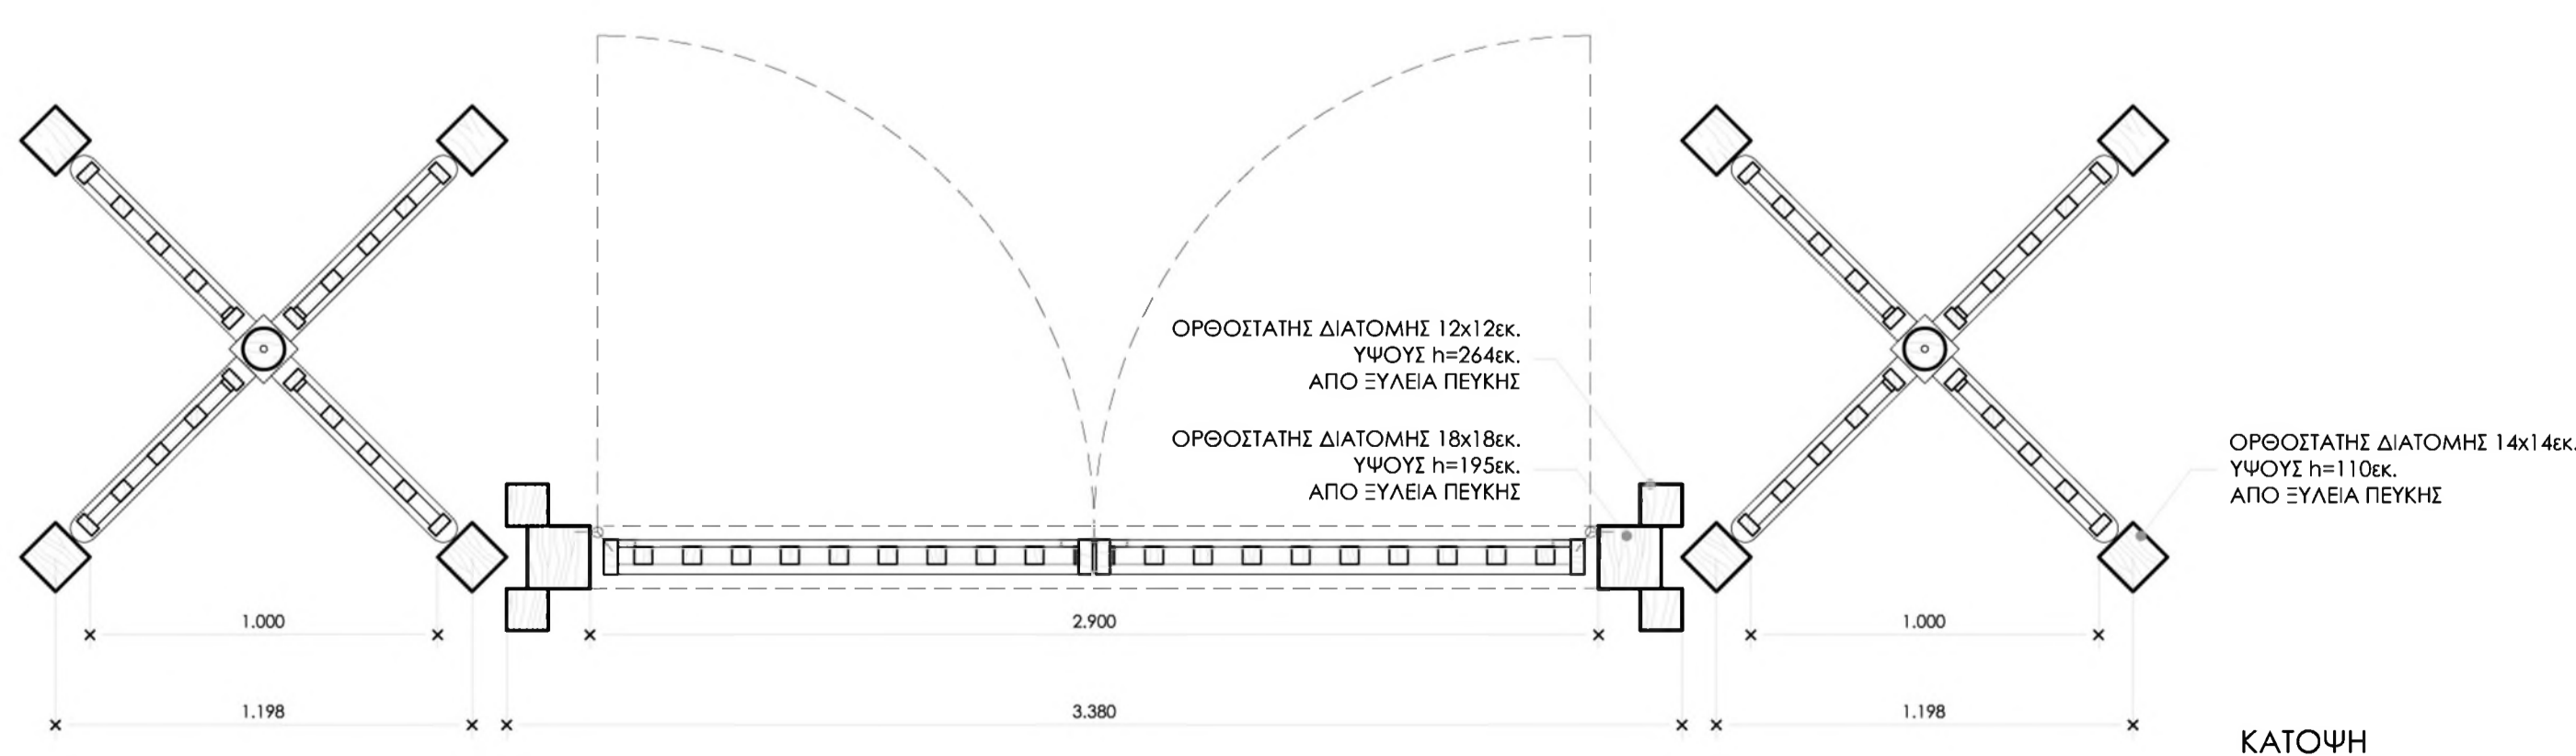 ΟΡΘΟΣΤΑΤΗΣ ΔΙΑΤΟΜΗΣ 12x12εκ.
ΥΨΟΥΣ h=264εκ.
ΑΠΟ ΞΥΛΕΙΑ ΠΕΥΚΗΣ
ΟΡΘΟΣΤΑΤΗΣ ΔΙΑΤΟΜΗΣ 18x18εκ.
ΥΨΟΥΣ h=195εκ.
ΑΠΟ ΞΥΛΕΙΑ ΠΕΥΚΗΣ
ΟΡΘΟΣΤΑΤΗΣ ΔΙΑΤΟΜΗΣ 14x14εκ.
ΥΨΟΥΣ h=110εκ.
ΑΠΟ ΞΥΛΕΙΑ ΠΕΥΚΗΣ
1.000
2.900
1.000
1.198
3.380
1.198
ΚΑΤΟΨΗ